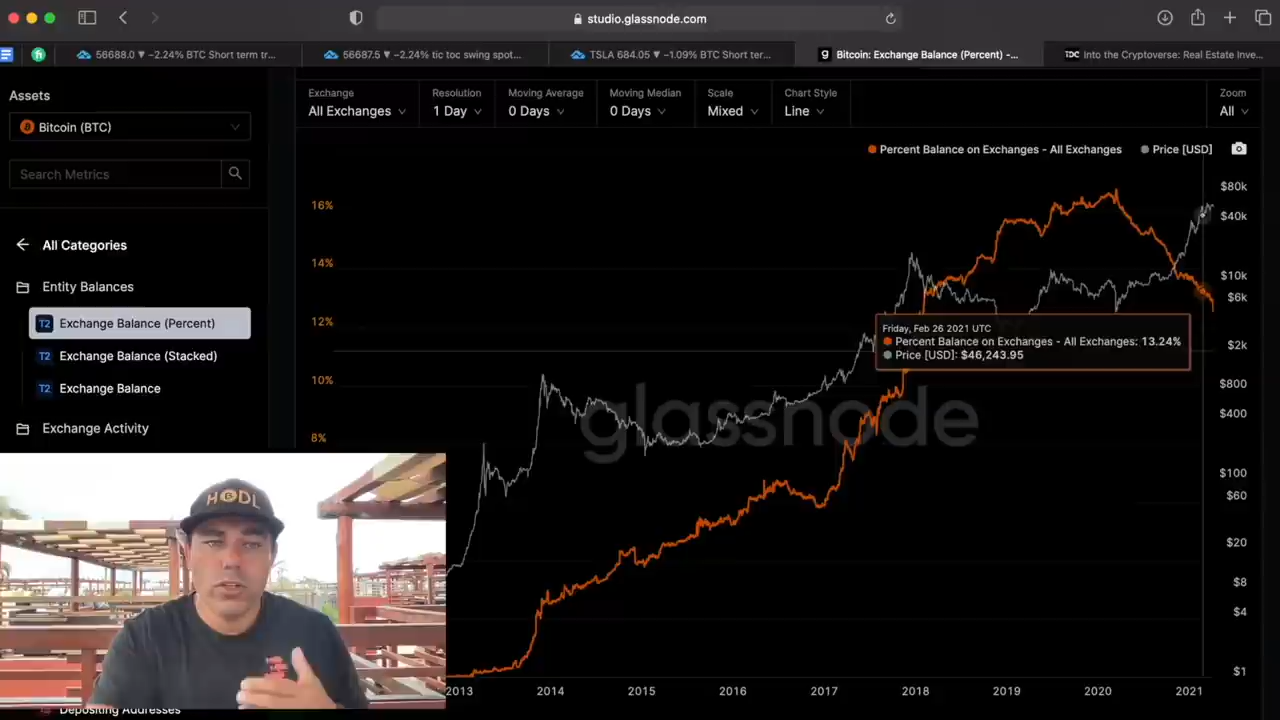 studio.glassnode.com
56688.0 ▼ −2.24% BTC Short term tr...
56687.5 ▼ −2.24% tic toc swing spot...
TSLA 684.05 ▼ −1.09% BTC Short ter...
Bitcoin: Exchange Balance (Percent) –...
TDC Into the Cryptoverse: Real Estate Inve...
Assets
Bitcoin (BTC)
Search Metrics
All Categories
Entity Balances
T2 Exchange Balance (Percent)
T2 Exchange Balance (Stacked)
T2 Exchange Balance
Exchange Activity
Depositing Addresses
Exchange
All Exchanges
Resolution
1 Day
Moving Average
0 Days
Moving Median
0 Days
Scale
Mixed
Chart Style
Line
Zoom
All
Percent Balance on Exchanges - All Exchanges
Price [USD]
16%
14%
12%
10%
8%
$80k
$40k
$10k
$6k
$2k
$800
$400
$100
$60
$20
$8
$4
$1
Friday, Feb 26 2021 UTC
Percent Balance on Exchanges - All Exchanges: 13.24%
Price [USD]: $46,243.95
glassnode
2013 2014 2015 2016 2017 2018 2019 2020 2021
HODL